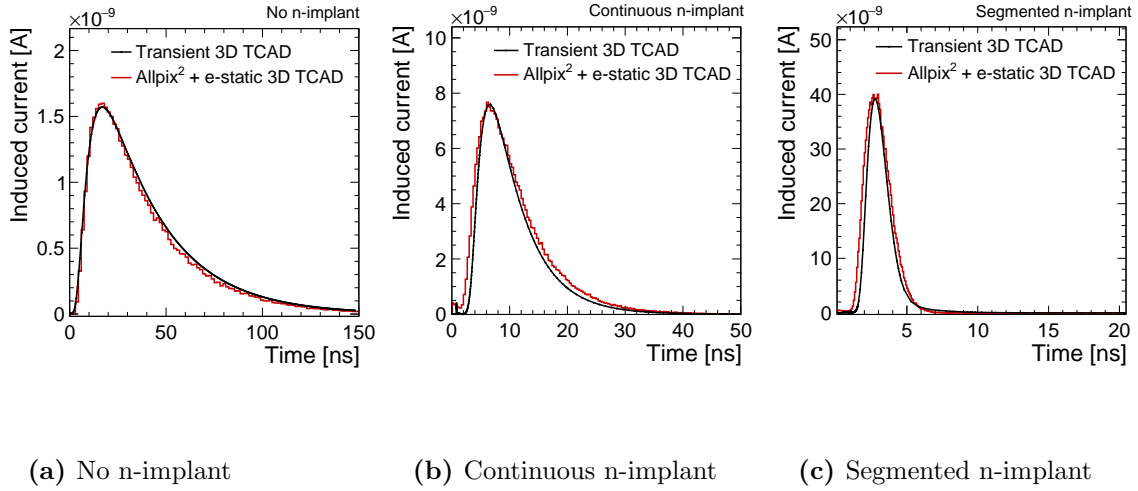 No n-implant
×10⁻⁹
Induced current [A]
2
1.5
1
0.5
0
Transient 3D TCAD
Allpix² + e-static 3D TCAD
0 50 100 150
Time [ns]
Continuous n-implant
×10⁻⁹
Induced current [A]
10
8
6
4
2
0
Transient 3D TCAD
Allpix² + e-static 3D TCAD
0 10 20 30 40 50
Time [ns]
Segmented n-implant
×10⁻⁹
Induced current [A]
50
40
30
20
10
0
Transient 3D TCAD
Allpix² + e-static 3D TCAD
5 10 15 20
Time [ns]
(a) No n-implant
(b) Continuous n-implant
(c) Segmented n-implant